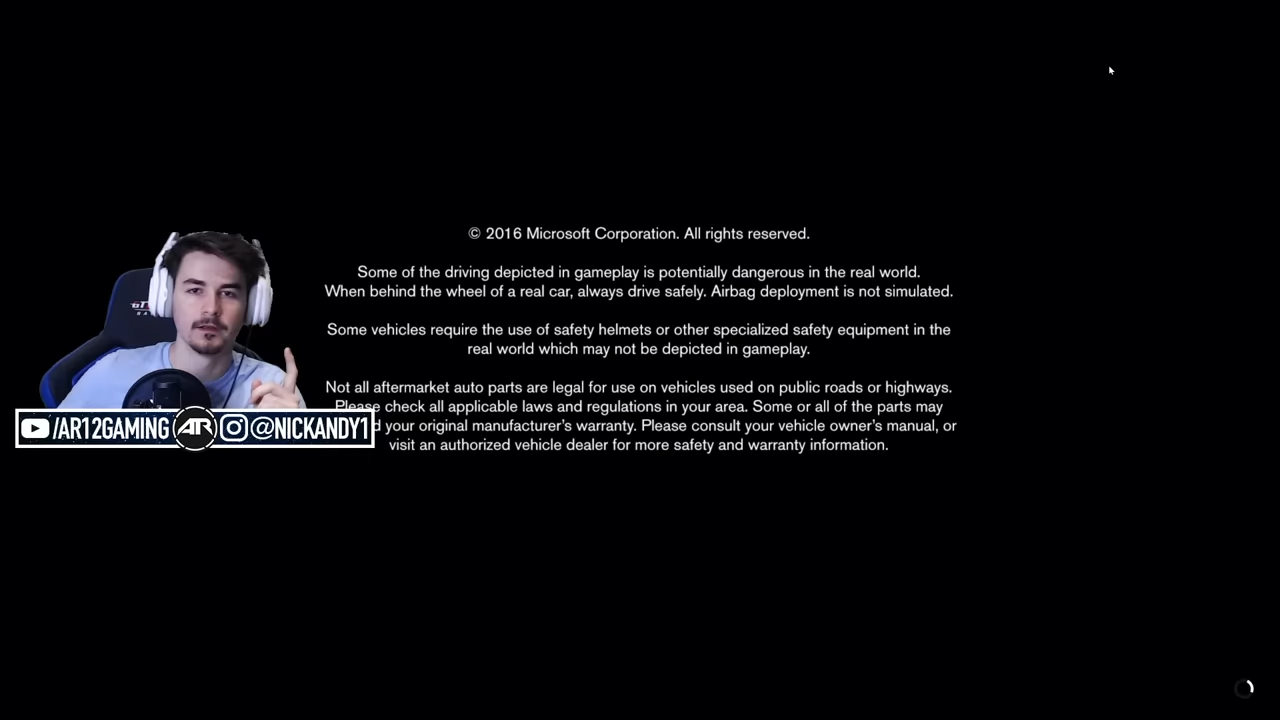 © 2016 Microsoft Corporation. All rights reserved.
Some of the driving depicted in gameplay is potentially dangerous in the real world.
When behind the wheel of a real car, always drive safely. Airbag deployment is not simulated.
Some vehicles require the use of safety helmets or other specialized safety equipment in the
real world which may not be depicted in gameplay.
Not all aftermarket auto parts are legal for use on vehicles used on public roads or highways.
Please check all applicable laws and regulations in your area. Some or all of the parts may
your original manufacturer's warranty. Please consult your vehicle owner's manual, or
visit an authorized vehicle dealer for more safety and warranty information.
/AR12GAMING AR @NICKANDY1